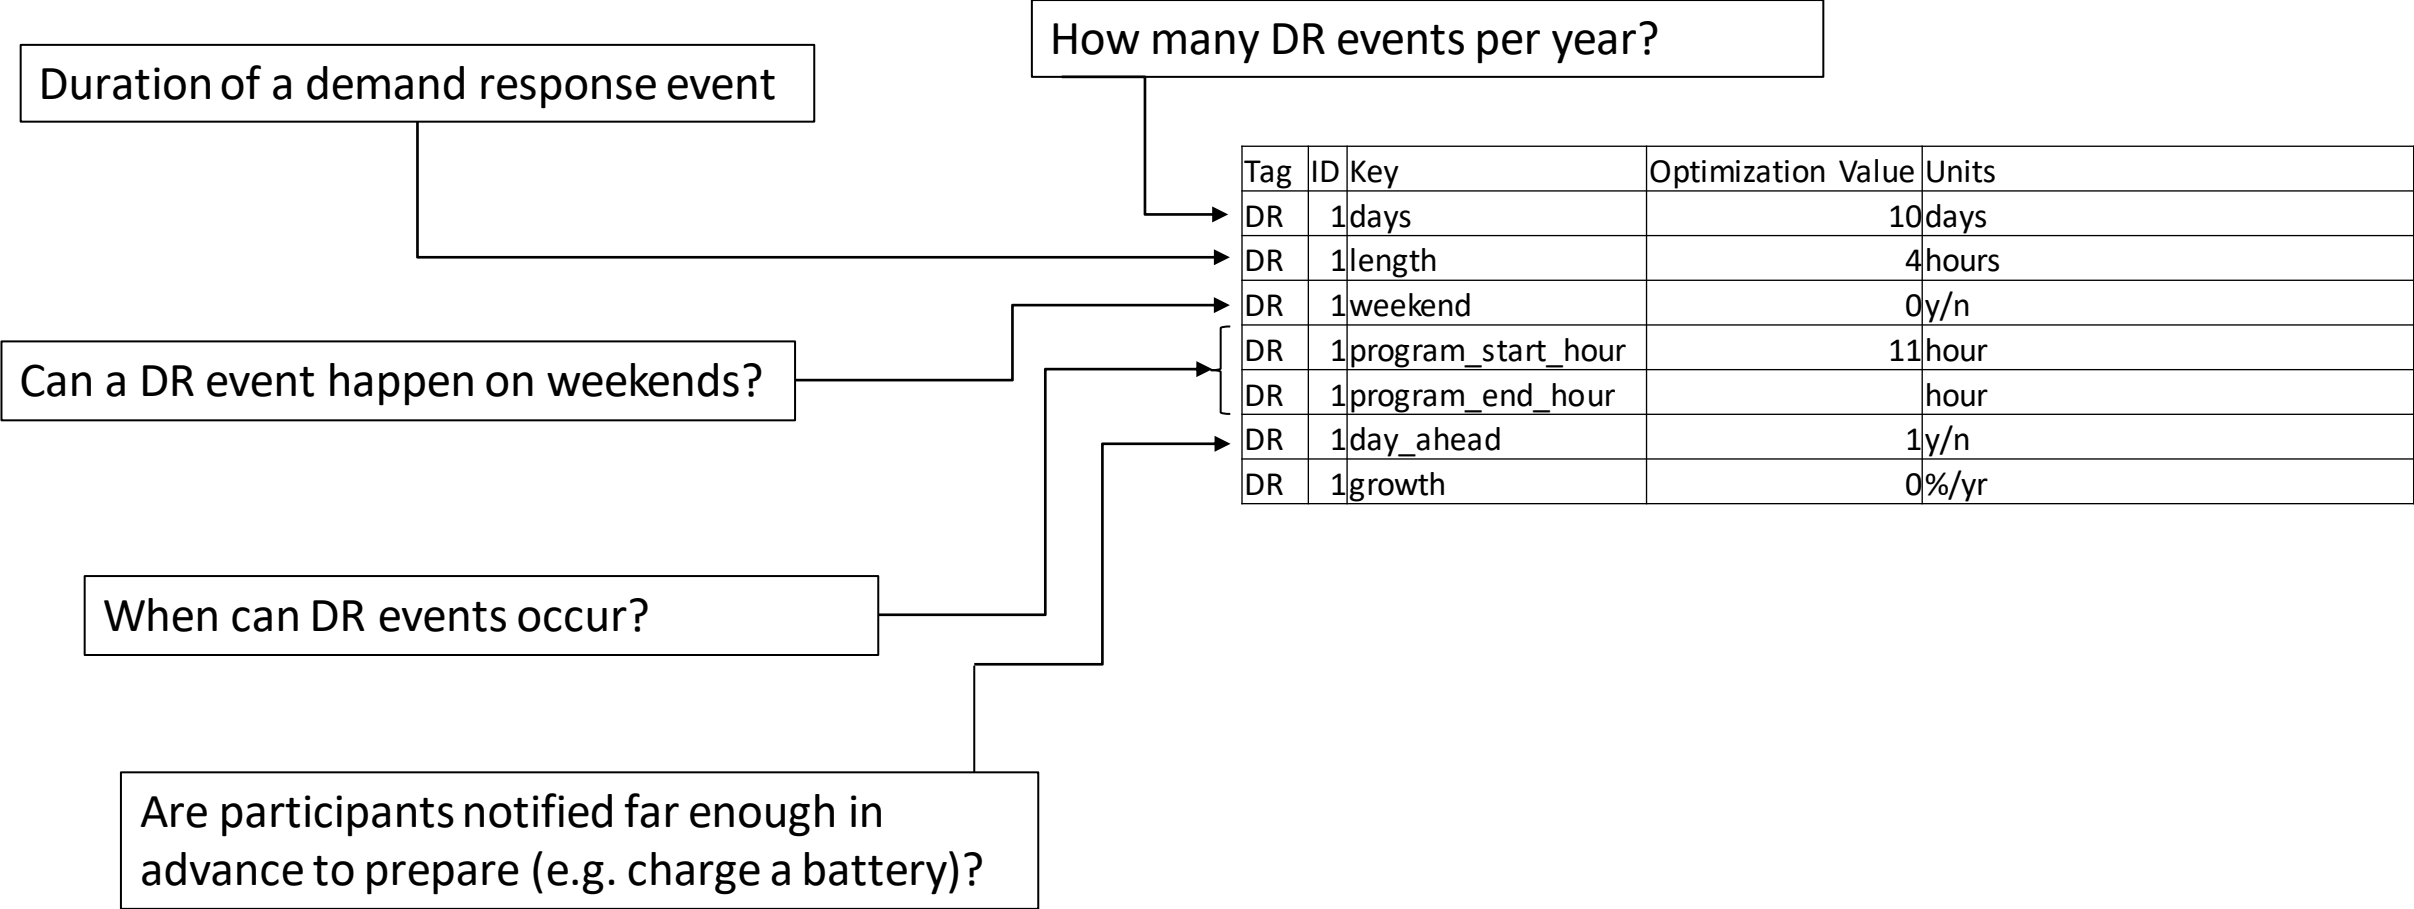 How many DR events per year?
Duration of a demand response event
Tag ID Key Optimization Value Units
DR 1 days 10 days
DR 1 length 4 hours
DR 1 weekend 0 y/n
DR 1 program_start_hour 11 hour
DR 1 program_end_hour hour
DR 1 day_ahead 1 y/n
DR 1 growth 0 %/yr
Can a DR event happen on weekends?
When can DR events occur?
Are participants notified far enough in
advance to prepare (e.g. charge a battery)?